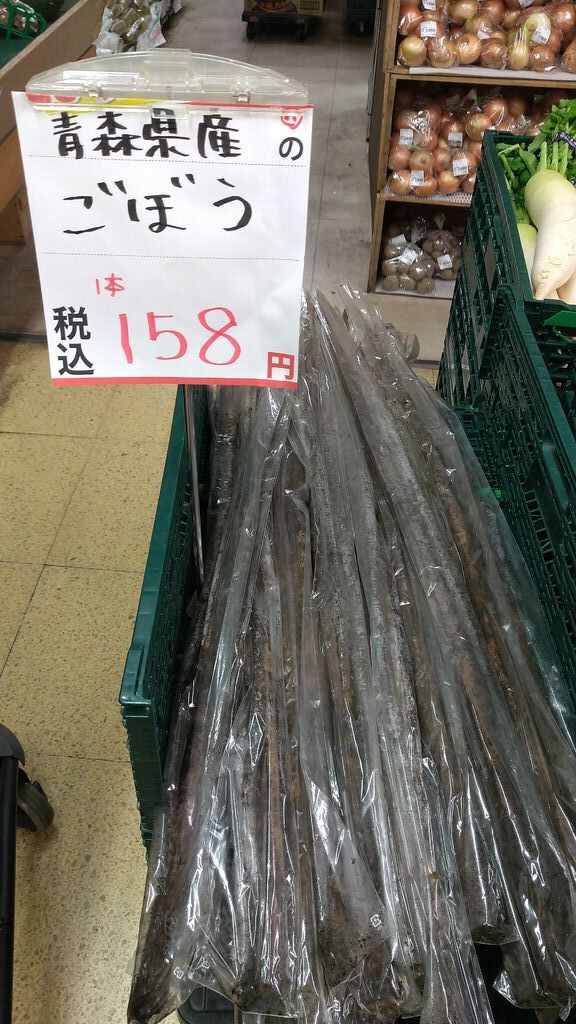 青森県産の
ごぼう
1本
税込 158円